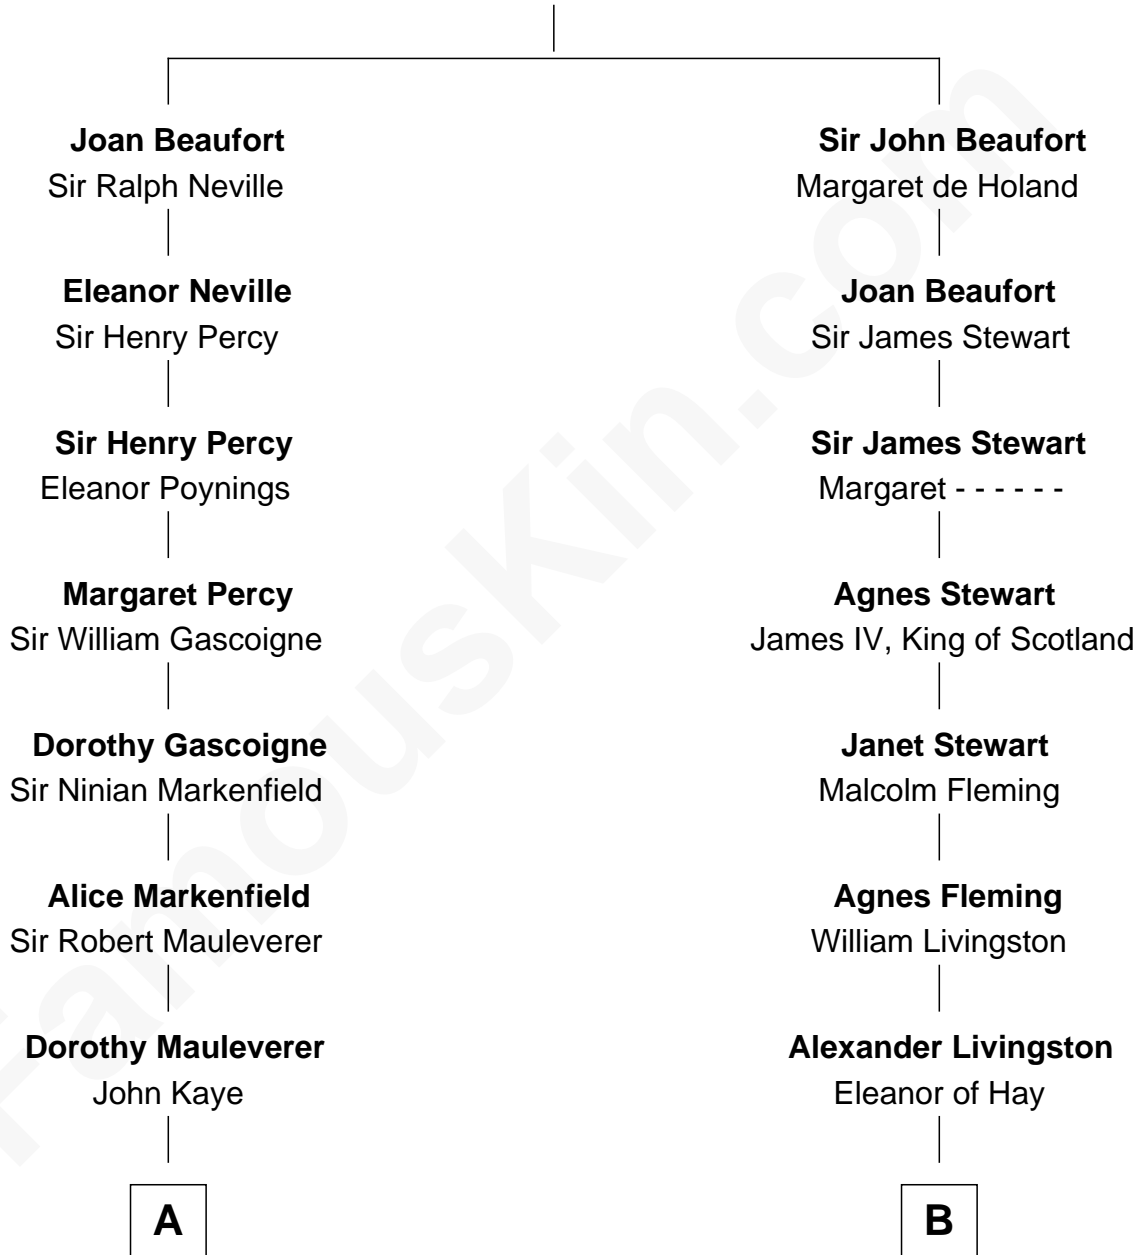 Joan Beaufort
Sir Ralph Neville
Eleanor Neville
Sir Henry Percy
Sir Henry Percy
Eleanor Poynings
Margaret Percy
Sir William Gascoigne
Dorothy Gascoigne
Sir Ninian Markenfield
Alice Markenfield
Sir Robert Mauleverer
Dorothy Mauleverer
John Kaye
A
Sir John Beaufort
Margaret de Holand
Joan Beaufort
Sir James Stewart
Sir James Stewart
Margaret - - - - - -
Agnes Stewart
James IV, King of Scotland
Janet Stewart
Malcolm Fleming
Agnes Fleming
William Livingston
Alexander Livingston
Eleanor of Hay
B
FamousKin.com